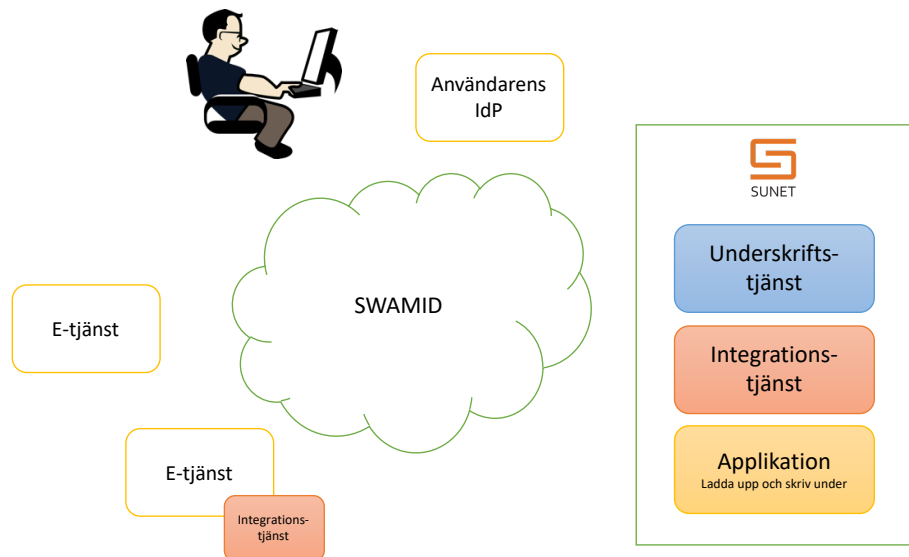 Användarens
IdP
SUNET
Underskrifts-
tjänst
SWAMID
E-tjänst
Integrations-
tjänst
Applikation
Ladda upp och skriv under
E-tjänst
Integrations-
tjänst